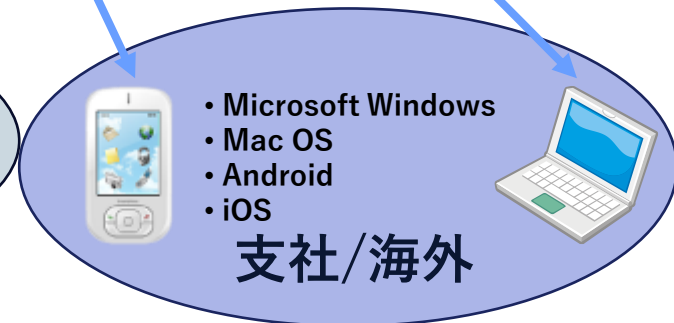 • Microsoft Windows
• Mac OS
• Android
• iOS
支社/海外